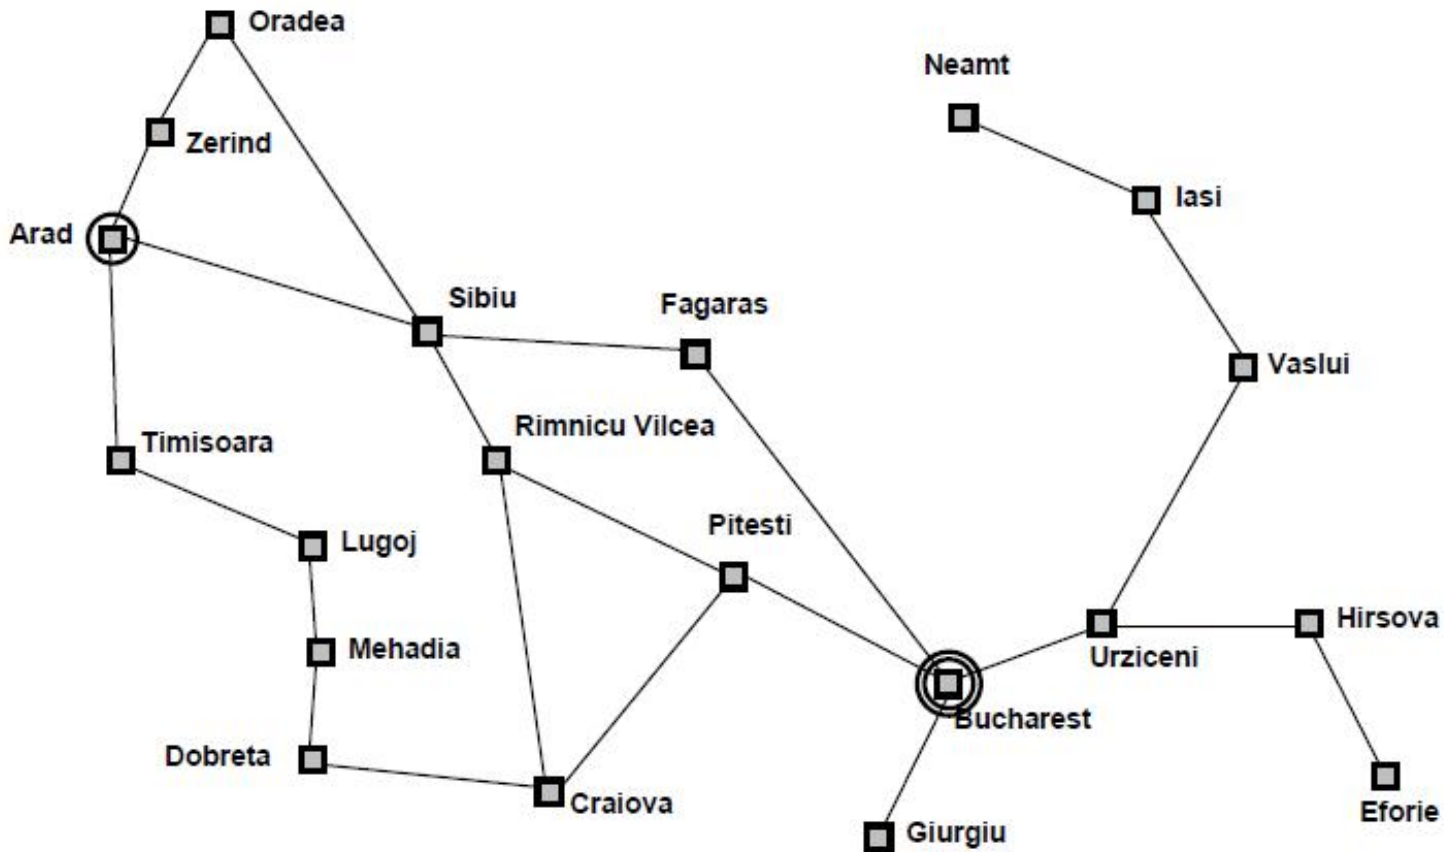 Oradea
Neamt
Zerind
Iasi
Arad
Sibiu
Fagaras
Vaslui
Rimnicu Vilcea
Timisoara
Pitesti
Lugoj
Hirsova
Mehadia
Urziceni
Bucharest
Dobreta
Craiova
Eforie
Giurgiu